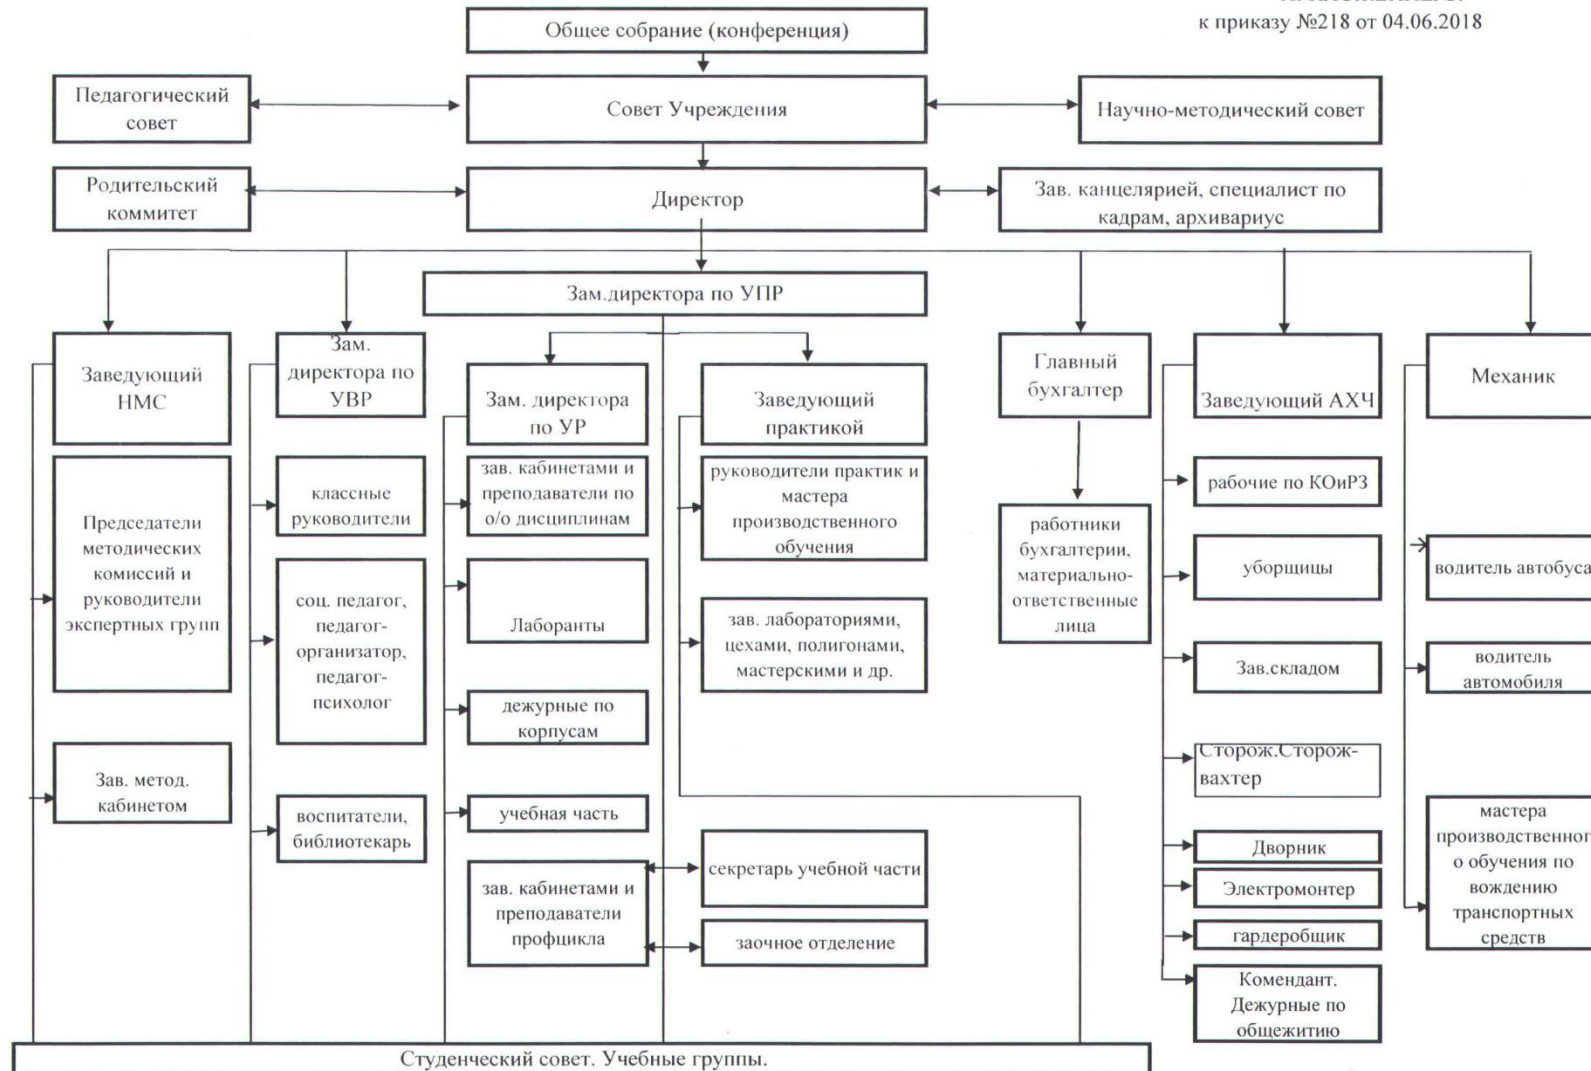 к приказу №218 от 04.06.2018
Общее собрание (конференция)
Педагогический
совет
Совет Учреждения
Научно-методический совет
Родительский
коммитет
Директор
Зав. канцелярией, специалист по
кадрам, архивариус
Зам.директора по УПР
Заведующий
НМС
Зам.
директора по
УВР
Зам. директора
по УР
Заведующий
практикой
Главный
бухгалтер
Заведующий АХЧ
Механик
Председатели
методических
комиссий и
руководители
экспертных групп
Зав. метод.
кабинетом
классные
руководители
соц. педагог,
педагог-
организатор,
педагог-
психолог
воспитатели,
библиотекарь
зав. кабинетами и
преподаватели по
о/о дисциплинам
Лаборанты
дежурные по
корпусам
учебная часть
зав. кабинетами и
преподаватели
профцикла
руководители практик и
мастера
производственного
обучения
зав. лабораториями,
цехами, полигонами,
мастерскими и др.
секретарь учебной части
заочное отделение
работники
бухгалтерии,
материально-
ответственные
лица
рабочие по КОиРЗ
уборщицы
Зав.складом
Сторож.Сторож-
вахтер
Дворник
Электромонтер
гардеробщик
Комендант.
Дежурные по
общежитию
водитель автобуса
водитель
автомобиля
мастера
производственног
о обучения по
вождению
транспортных
средств
Студенческий совет. Учебные группы.